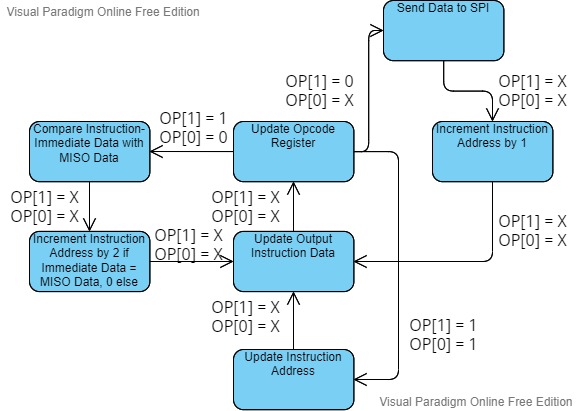 Visual Paradigm Online Free Edition
Send Data to SPI
OP[1] = 0
OP[0] = X
OP[1] = X
OP[0] = X
OP[1] = 1
OP[0] = 0
Compare Instruction-
Immediate Data with
MISO Data
Update Opcode
Register
Increment Instruction
Address by 1
OP[1] = X
OP[0] = X
OP[1] = X
OP[0] = X
OP[1] = X
OP[0] = X
Increment Instruction
Address by 2 if
Immediate Data =
MISO Data, 0 else
OP[1] = X
OP[0] = X
Update Output
Instruction Data
OP[1] = X
OP[0] = X
OP[1] = 1
OP[0] = 1
Update Instruction
Address
Visual Paradigm Online Free Edition